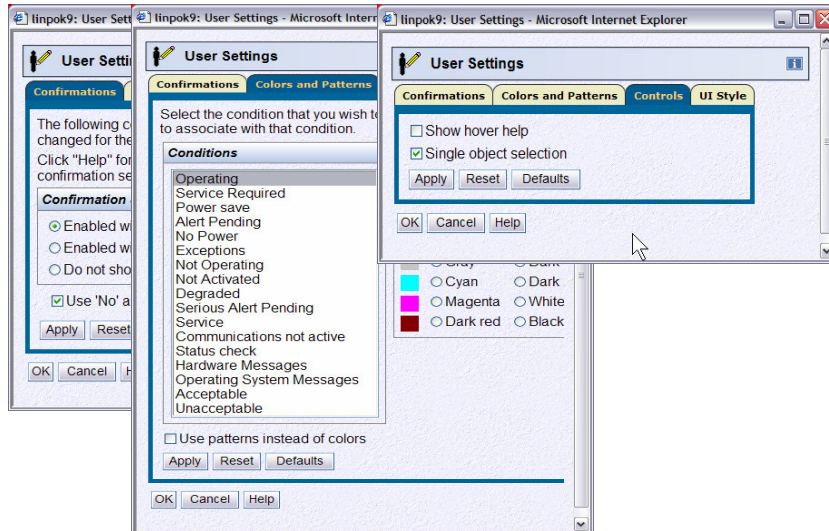 linpok9: User Sett
User Setti
Confirmations
The following c
changed for the
Click "Help" for
confirmation se
Confirmation
Enabled wi
Enabled wi
Do not sho
Use 'No' a
Apply Reset
OK Cancel H
linpok9: User Settings - Microsoft Intern
User Settings
Confirmations Colors and Patterns
Select the condition that you wish t
to associate with that condition.
Conditions
Operating
Service Required
Power save
Alert Pending
No Power
Exceptions
Not Operating
Not Activated
Degraded
Serious Alert Pending
Service
Communications not active
Status check
Hardware Messages
Operating System Messages
Acceptable
Unacceptable
Gray Dark
Cyan Dark
Magenta White
Dark red Black
Use patterns instead of colors
Apply Reset Defaults
OK Cancel Help
linpok9: User Settings - Microsoft Internet Explorer
User Settings
Confirmations Colors and Patterns Controls UI Style
Show hover help
Single object selection
Apply Reset Defaults
OK Cancel Help